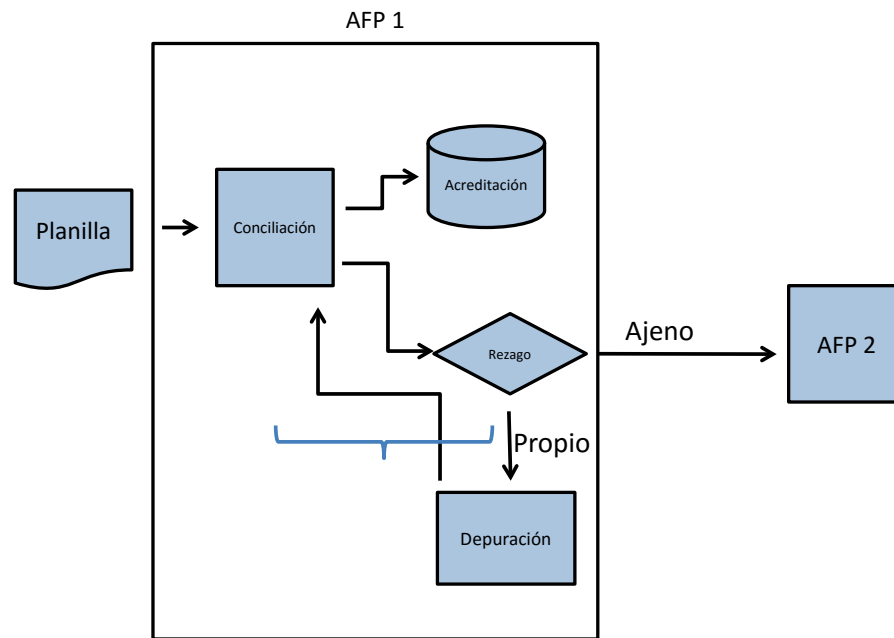 AFP 1
Planilla
Conciliación
Acreditación
Rezago
Ajeno
AFP 2
Propio
Depuración